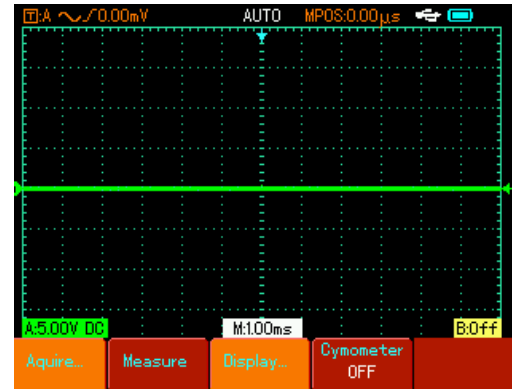 T:A 0.00mV AUTO MPOS:0.00μs
A:5.00V DC M:1.00ms B:Off
Aquire... Measure Display... Cymometer
OFF